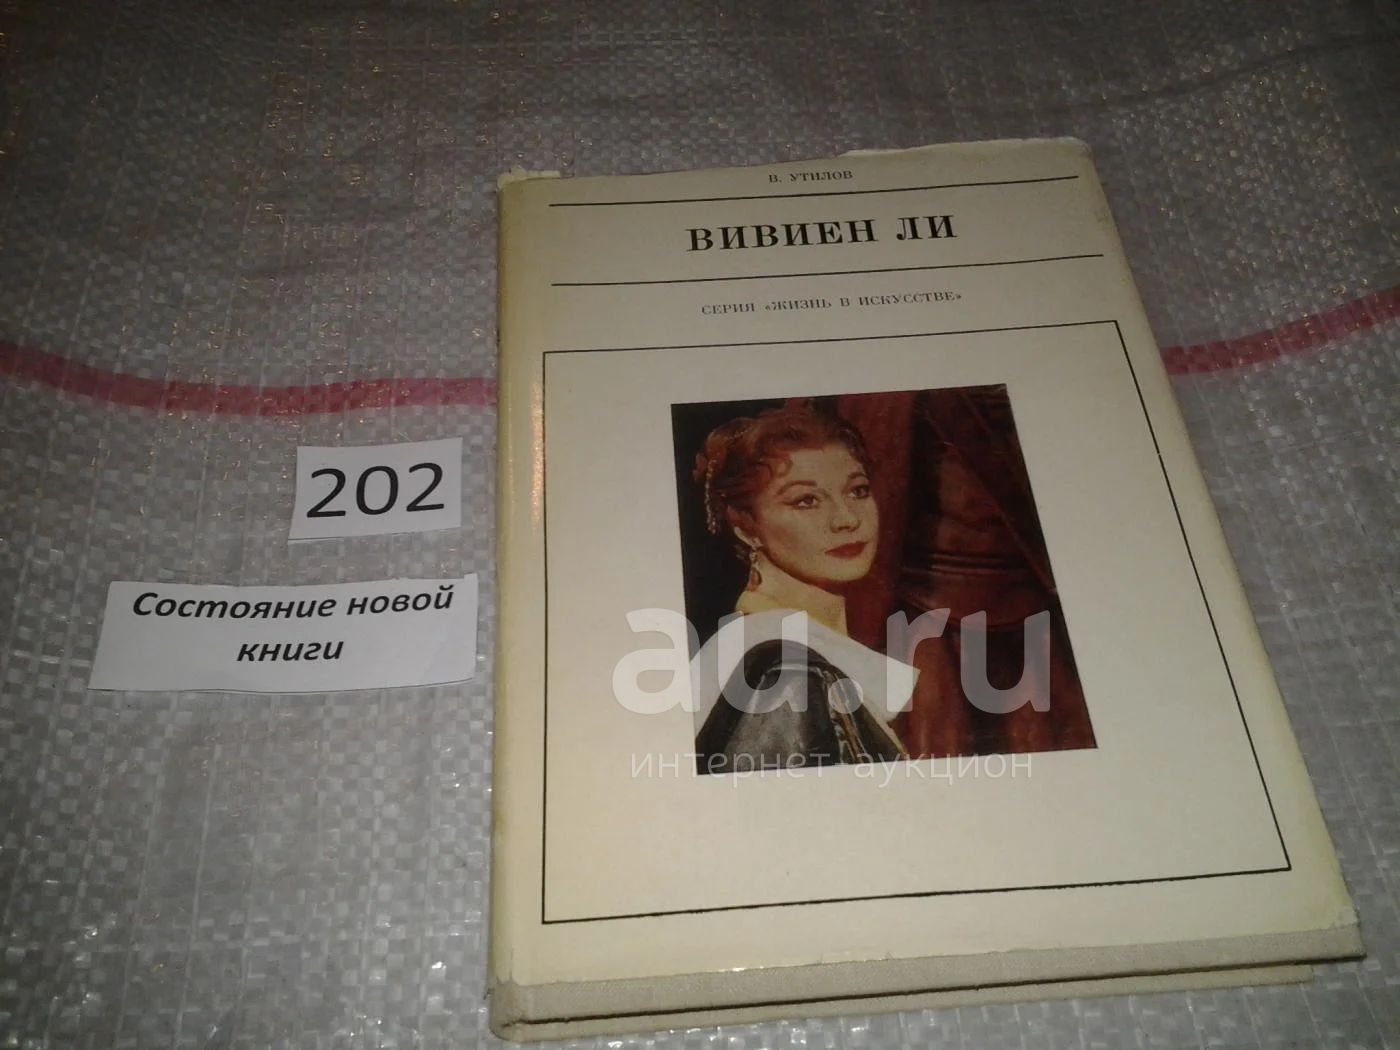 В. УТИЛОВ
ВИВИЕН ЛИ
СЕРИЯ «ЖИЗНЬ В ИСКУССТВЕ»
202
Состояние новой
книги
au.ru
интернет-аукцион